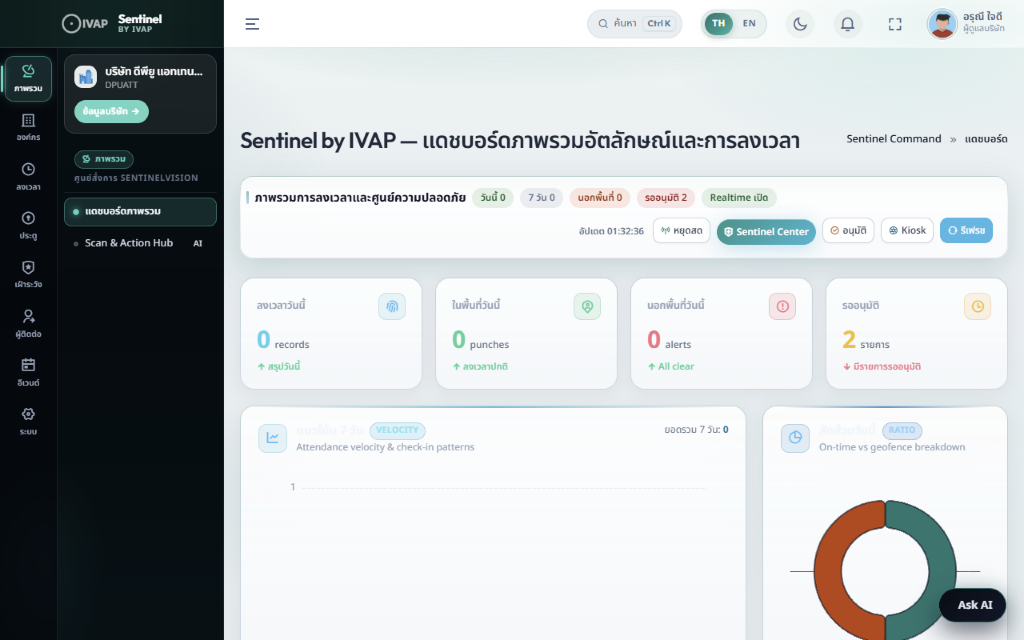 IVAP
Sentinel
BY IVAP
ค้นหา Ctrl K
TH EN
อรุณี ใจดี
ผู้ดูแลบริษัท
ภาพรวม
องค์กร
ลงเวลา
ประตู
เฝ้าระวัง
ผู้ติดต่อ
อีเวนต์
ระบบ
บริษัท ดีพียู แอทเทน...
DPUATT
ข้อมูลบริษัท →
ภาพรวม
ศูนย์สั่งการ SENTINELVISION
แดชบอร์ดภาพรวม
Scan & Action Hub AI
Sentinel by IVAP — แดชบอร์ดภาพรวมอัตลักษณ์และการลงเวลา
Sentinel Command » แดชบอร์ด
ภาพรวมการลงเวลาและศูนย์ความปลอดภัย วันนี้ 0 7 วัน 0 นอกพื้นที่ 0 รออนุมัติ 2 Realtime เปิด
อัปเดต 01:32:36 หยุดสด Sentinel Center อนุมัติ Kiosk รีเฟรช
ลงเวลาวันนี้
0 records
↑ สรุปวันนี้
ในพื้นที่วันนี้
0 punches
↑ ลงเวลาปกติ
นอกพื้นที่วันนี้
0 alerts
↑ All clear
รออนุมัติ
2 รายการ
↓ มีรายการรออนุมัติ
แนวโน้ม 7 วัน VELOCITY
Attendance velocity & check-in patterns
ยอดรวม 7 วัน: 0
1
RATIO
On-time vs geofence breakdown
Ask AI